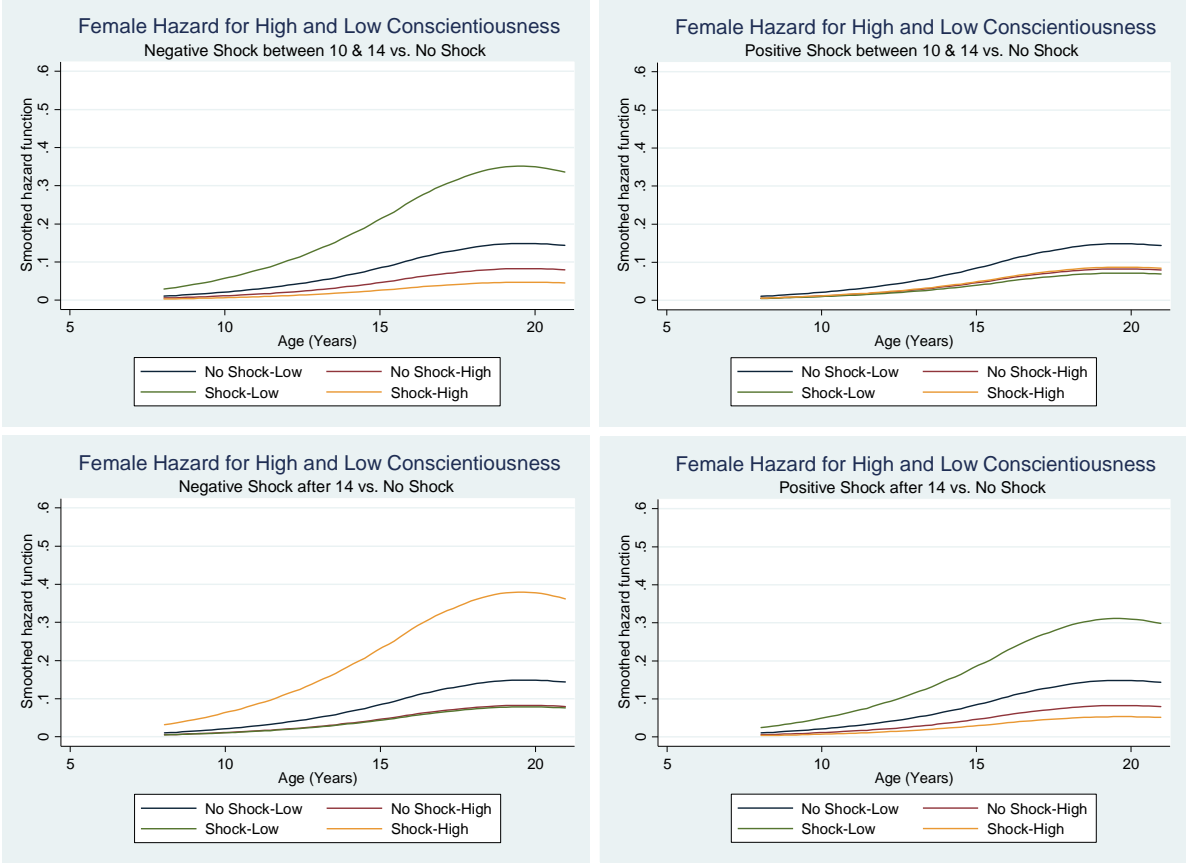 Female Hazard for High and Low Conscientiousness
Negative Shock between 10 & 14 vs. No Shock
Smoothed hazard function
.6
.5
.4
.3
.2
.1
0
5 10 15 20
Age (Years)
No Shock-Low No Shock-High
Shock-Low Shock-High
Female Hazard for High and Low Conscientiousness
Positive Shock between 10 & 14 vs. No Shock
Smoothed hazard function
.6
.5
.4
.3
.2
.1
0
5 10 15 20
Age (Years)
No Shock-Low No Shock-High
Shock-Low Shock-High
Female Hazard for High and Low Conscientiousness
Negative Shock after 14 vs. No Shock
Smoothed hazard function
.6
.5
.4
.3
.2
.1
0
5 10 15 20
Age (Years)
No Shock-Low No Shock-High
Shock-Low Shock-High
Female Hazard for High and Low Conscientiousness
Positive Shock after 14 vs. No Shock
Smoothed hazard function
.6
.5
.4
.3
.2
.1
0
5 10 15 20
Age (Years)
No Shock-Low No Shock-High
Shock-Low Shock-High